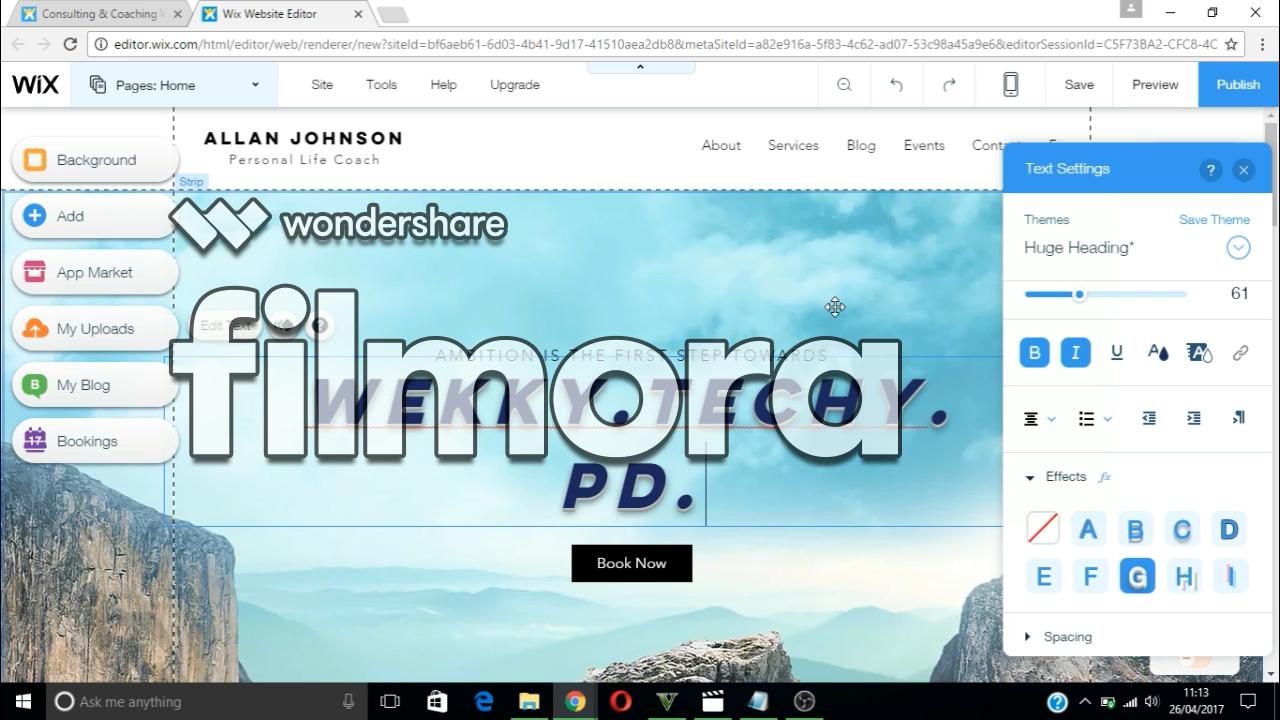 Consulting & Coaching W
Wix Website Editor
editor.wix.com/html/editor/web/renderer/new?siteId=bf6aeb61-6d03-4b41-9d17-41510aea2db8&metaSiteId=a82e916a-5f83-4c62-ad07-53c98a45a9e6&editorSessionId=C5F73BA2-CFC8-4C
WiX
Pages: Home
Site
Tools
Help
Upgrade
Save
Preview
Publish
ALLAN JOHNSON
Personal Life Coach
About
Services
Blog
Events
Contact
Background
Add
App Market
My Uploads
My Blog
Bookings
Strip
wondershare
filmora
Edit Text
AMBITION IS THE FIRST STEP TOWARDS
WEKKY. TECHY.
PD.
Book Now
Text Settings
?
Themes
Save Theme
Huge Heading*
61
B I U A A
Effects fx
A B C D
E F G H I
Spacing
Ask me anything
11:13
26/04/2017